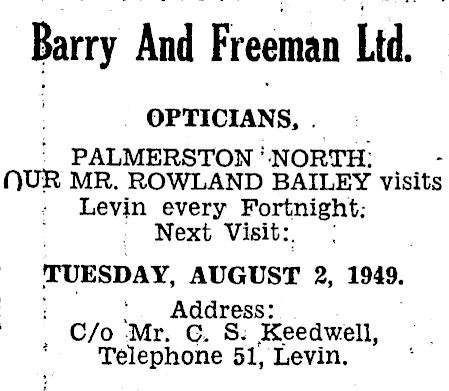 Barry And Freeman Ltd.
OPTICIANS,
PALMERSTON NORTH.
OUR MR. ROWLAND BAILEY visits
Levin every Fortnight.
Next Visit:
TUESDAY, AUGUST 2, 1949.
Address:
C/o Mr. C. S. Keedwell,
Telephone 51, Levin.